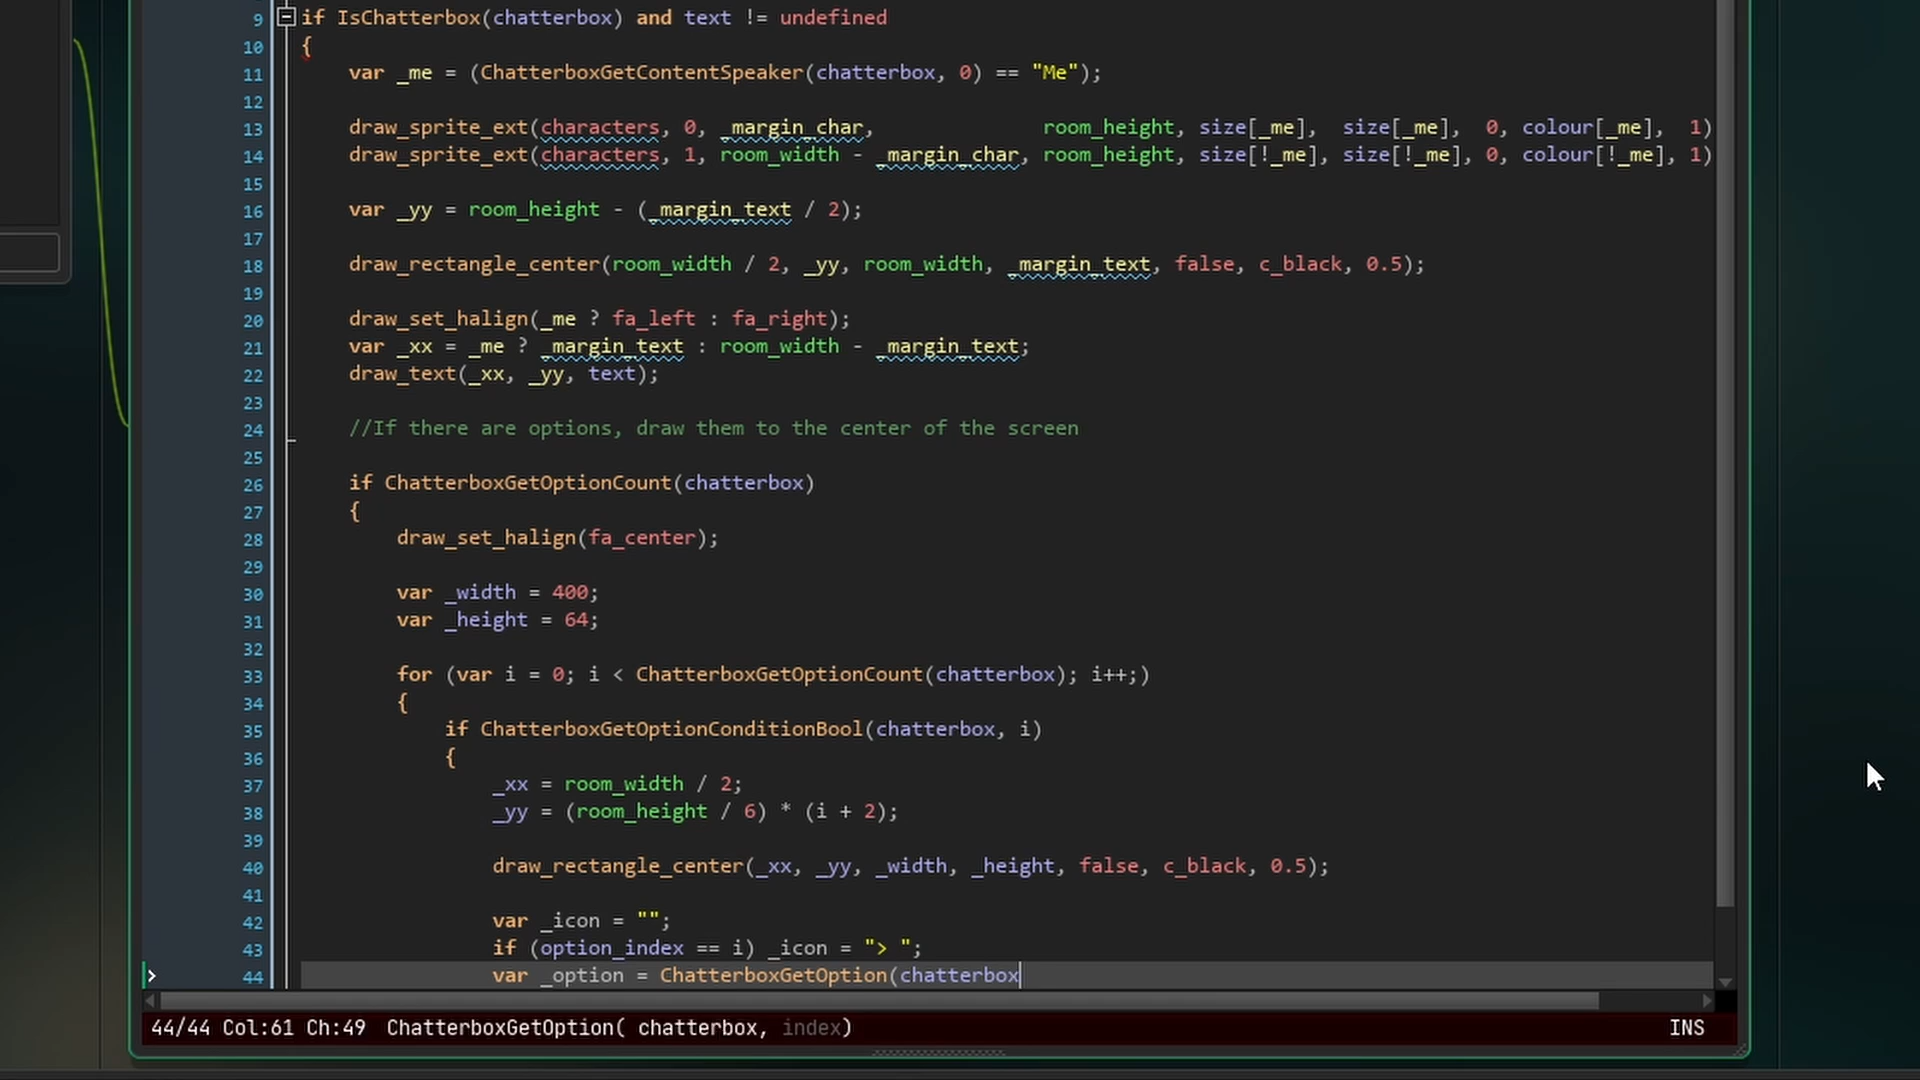 9 if IsChatterbox(chatterbox) and text != undefined
10 {
11 var _me = (ChatterboxGetContentSpeaker(chatterbox, 0) == "Me");
12
13 draw_sprite_ext(characters, 0, _margin_char, room_height, size[_me], size[_me], 0, colour[_me], 1)
14 draw_sprite_ext(characters, 1, room_width - _margin_char, room_height, size[!_me], size[!_me], 0, colour[!_me], 1)
15
16 var _yy = room_height - (_margin_text / 2);
17
18 draw_rectangle_center(room_width / 2, _yy, room_width, _margin_text, false, c_black, 0.5);
19
20 draw_set_halign(_me ? fa_left : fa_right);
21 var _xx = _me ? _margin_text : room_width - _margin_text;
22 draw_text(_xx, _yy, text);
23
24 //If there are options, draw them to the center of the screen
25
26 if ChatterboxGetOptionCount(chatterbox)
27 {
28 draw_set_halign(fa_center);
29
30 var _width = 400;
31 var _height = 64;
32
33 for (var i = 0; i < ChatterboxGetOptionCount(chatterbox); i++;)
34 {
35 if ChatterboxGetOptionConditionBool(chatterbox, i)
36 {
37 _xx = room_width / 2;
38 _yy = (room_height / 6) * (i + 2);
39
40 draw_rectangle_center(_xx, _yy, _width, _height, false, c_black, 0.5);
41
42 var _icon = "";
43 if (option_index == i) _icon = "> ";
44 var _option = ChatterboxGetOption(chatterbox
44/44 Col:61 Ch:49 ChatterboxGetOption( chatterbox, index) INS